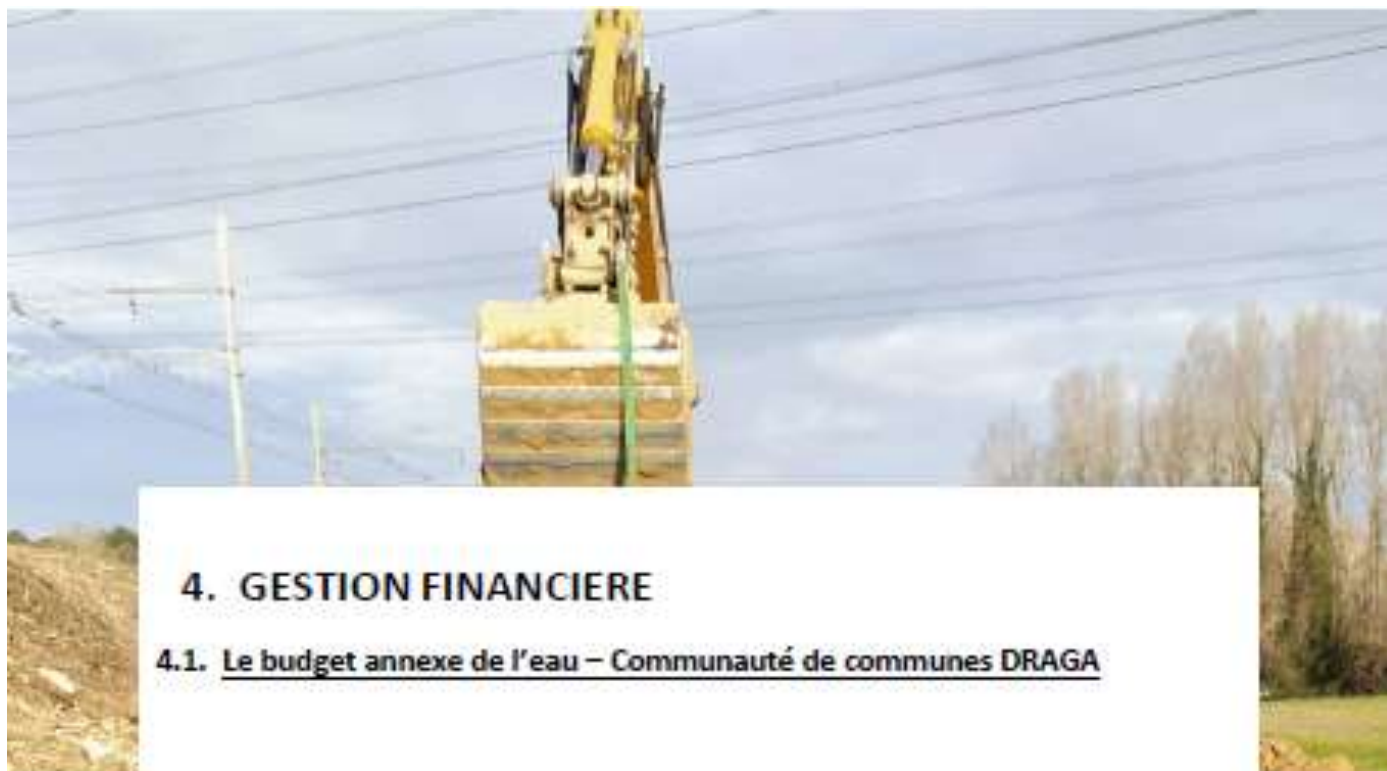 4. GESTION FINANCIERE
4.1. Le budget annexe de l'eau – Communauté de communes DRAGA